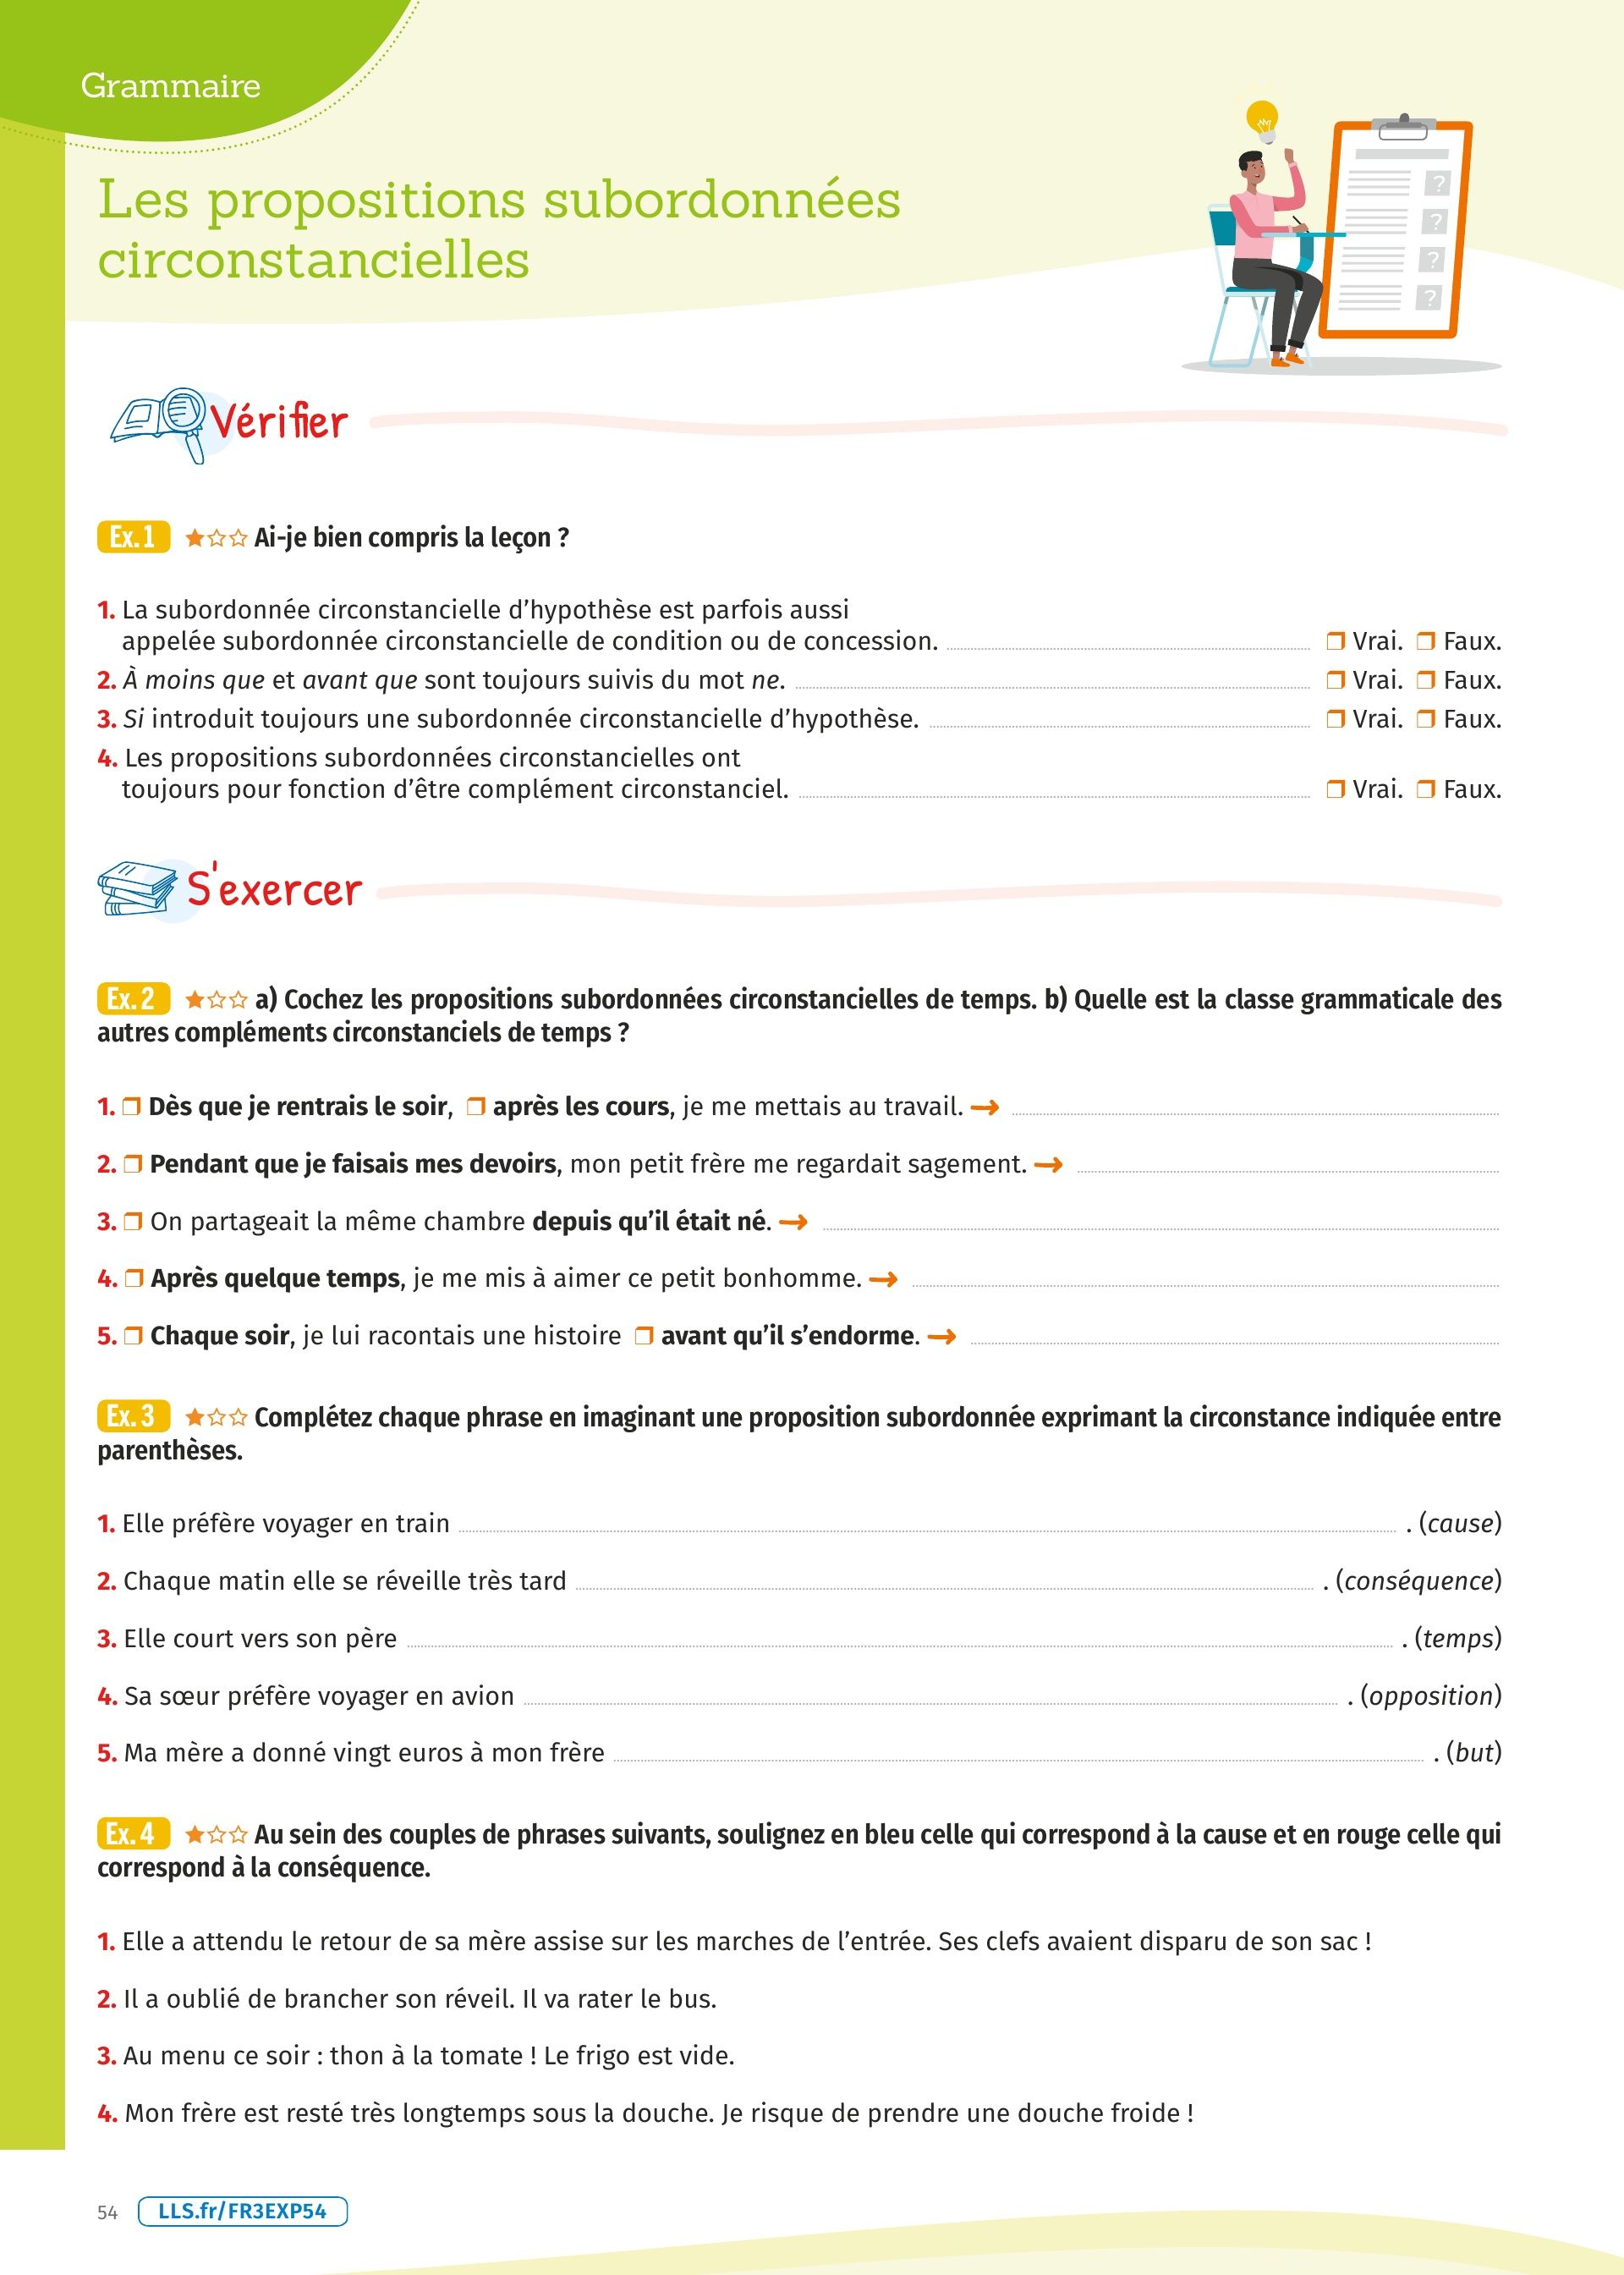 Grammaire
Les propositions subordonnées
circonstancielles
Vérifier
Ex. 1 ★☆☆ Ai-je bien compris la leçon ?
1. La subordonnée circonstancielle d’hypothèse est parfois aussi
appelée subordonnée circonstancielle de condition ou de concession. ❒ Vrai. ❒ Faux.
2. À moins que et avant que sont toujours suivis du mot ne. ❒ Vrai. ❒ Faux.
3. Si introduit toujours une subordonnée circonstancielle d’hypothèse. ❒ Vrai. ❒ Faux.
4. Les propositions subordonnées circonstancielles ont
toujours pour fonction d’être complément circonstanciel. ❒ Vrai. ❒ Faux.
S'exercer
Ex. 2 ★☆☆ a) Cochez les propositions subordonnées circonstancielles de temps. b) Quelle est la classe grammaticale des
autres compléments circonstanciels de temps ?
1. ❒ Dès que je rentrais le soir, ❒ après les cours, je me mettais au travail. →
2. ❒ Pendant que je faisais mes devoirs, mon petit frère me regardait sagement. →
3. ❒ On partageait la même chambre depuis qu’il était né. →
4. ❒ Après quelque temps, je me mis à aimer ce petit bonhomme. →
5. ❒ Chaque soir, je lui racontais une histoire ❒ avant qu’il s’endorme. →
Ex. 3 ★☆☆ Complétez chaque phrase en imaginant une proposition subordonnée exprimant la circonstance indiquée entre
parenthèses.
1. Elle préfère voyager en train . (cause)
2. Chaque matin elle se réveille très tard . (conséquence)
3. Elle court vers son père . (temps)
4. Sa sœur préfère voyager en avion . (opposition)
5. Ma mère a donné vingt euros à mon frère . (but)
Ex. 4 ★☆☆ Au sein des couples de phrases suivants, soulignez en bleu celle qui correspond à la cause et en rouge celle qui
correspond à la conséquence.
1. Elle a attendu le retour de sa mère assise sur les marches de l’entrée. Ses clefs avaient disparu de son sac !
2. Il a oublié de brancher son réveil. Il va rater le bus.
3. Au menu ce soir : thon à la tomate ! Le frigo est vide.
4. Mon frère est resté très longtemps sous la douche. Je risque de prendre une douche froide !
54 LLS.fr/FR3EXP54